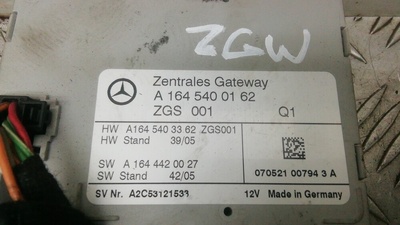 ZGW
Zentrales Gateway
A 164 540 01 62
ZGS 001 Q1
HW A164 540 33 62 ZGS001
HW Stand 39/05
SW A 164 442 00 27
SW Stand 42/05
070521 00794 3 A
SV Nr. A2C53121533 12V Made in Germany